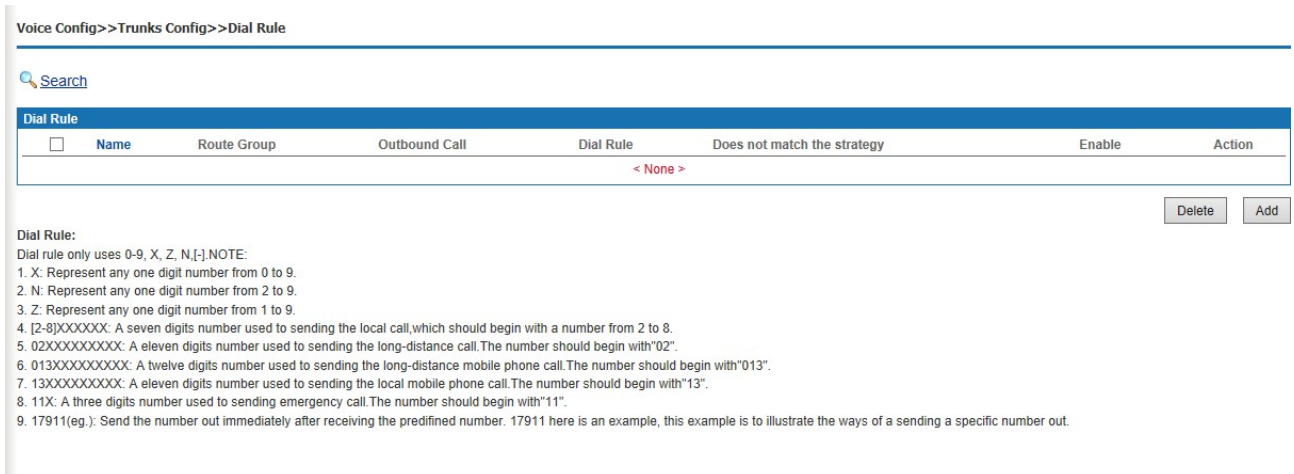 Voice Config>>Trunks Config>>Dial Rule
Search
Dial Rule
Name Route Group Outbound Call Dial Rule Does not match the strategy Enable Action
< None >
Delete Add
Dial Rule:
Dial rule only uses 0-9, X, Z, N,[-].NOTE:
1. X: Represent any one digit number from 0 to 9.
2. N: Represent any one digit number from 2 to 9.
3. Z: Represent any one digit number from 1 to 9.
4. [2-8]XXXXXX: A seven digits number used to sending the local call,which should begin with a number from 2 to 8.
5. 02XXXXXXXXX: A eleven digits number used to sending the long-distance call.The number should begin with"02".
6. 013XXXXXXXXX: A twelve digits number used to sending the long-distance mobile phone call.The number should begin with"013".
7. 13XXXXXXXXX: A eleven digits number used to sending the local mobile phone call.The number should begin with"13".
8. 11X: A three digits number used to sending emergency call.The number should begin with"11".
9. 17911(eg.): Send the number out immediately after receiving the predifined number. 17911 here is an example, this example is to illustrate the ways of a sending a specific number out.